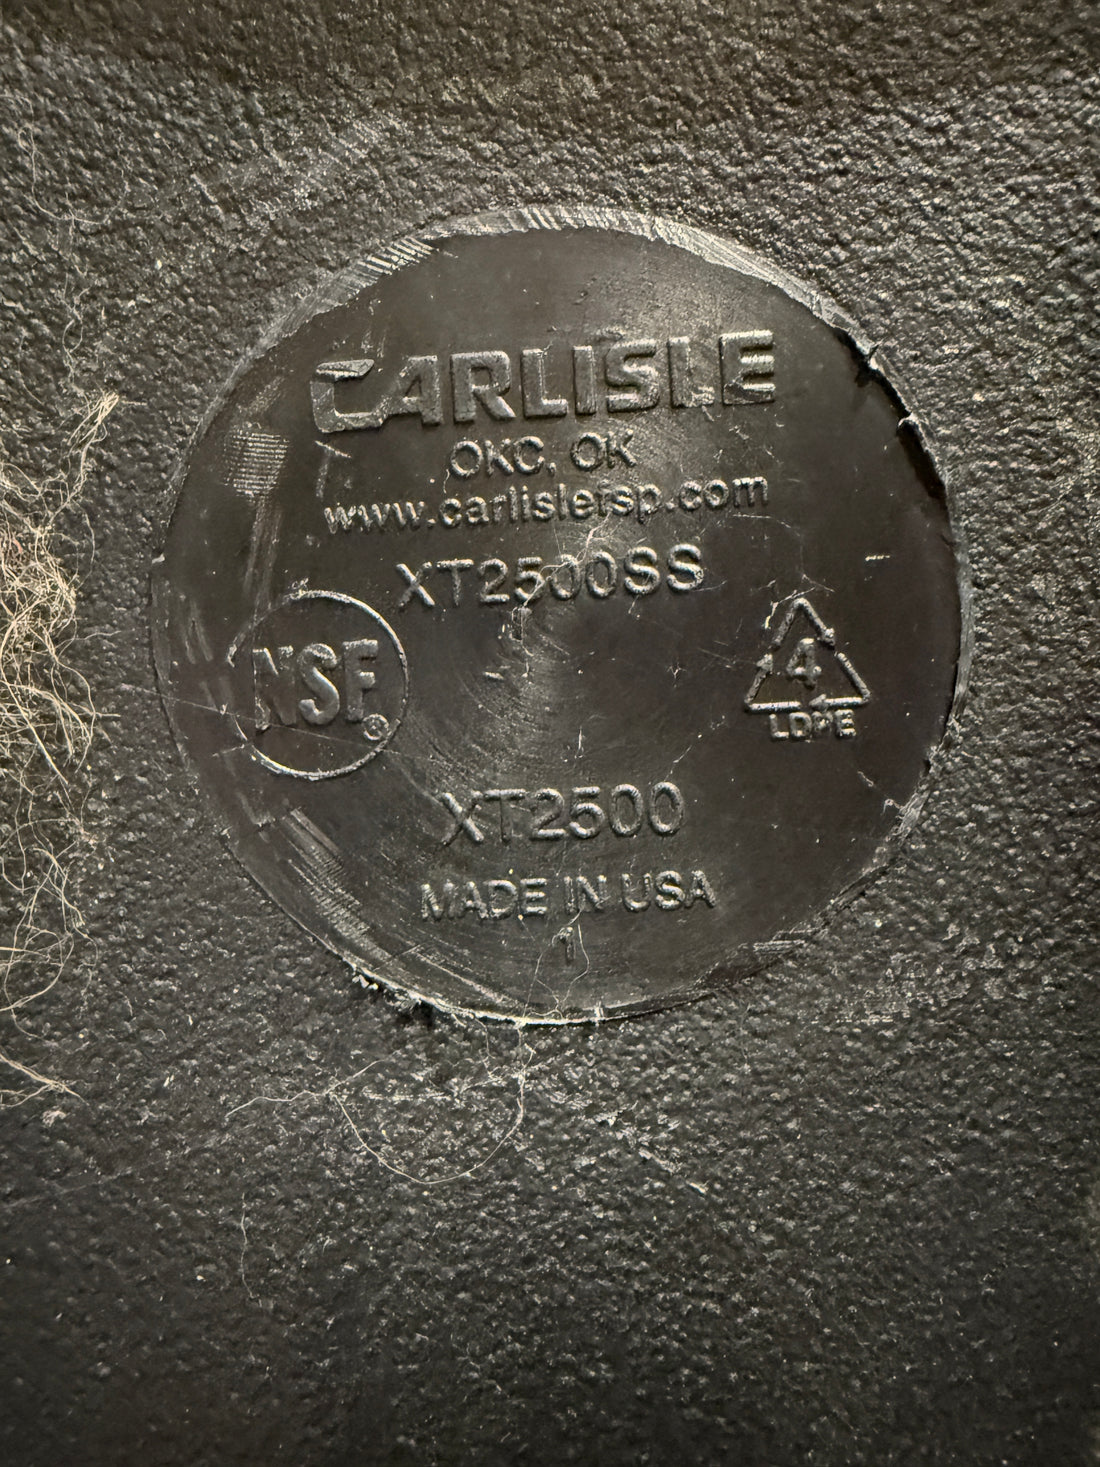 CARLISLE
OKC, OK
www.carlislefsp.com
XT2500SS
NSF®
4
LDPE
XT2500
MADE IN USA
1